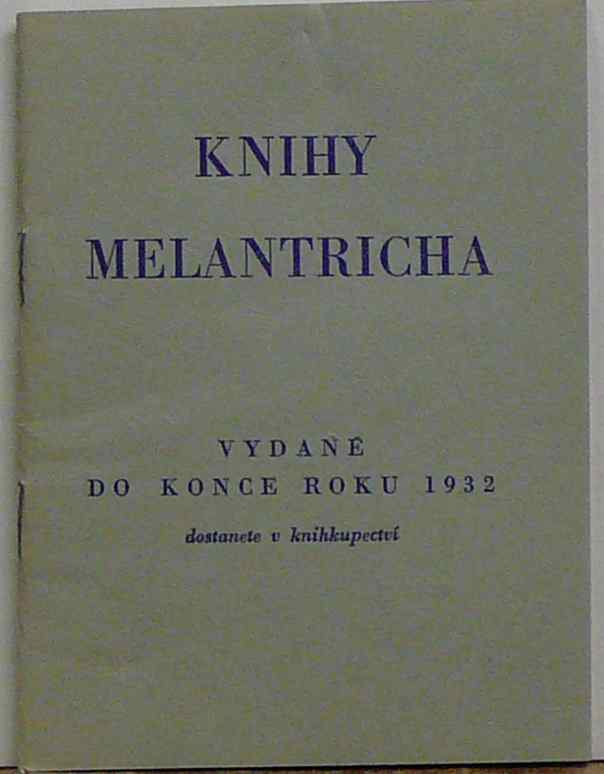 KNIHY
MELANTRICHA
VYDANÉ
DO KONCE ROKU 1932
dostanete v knihkupectví